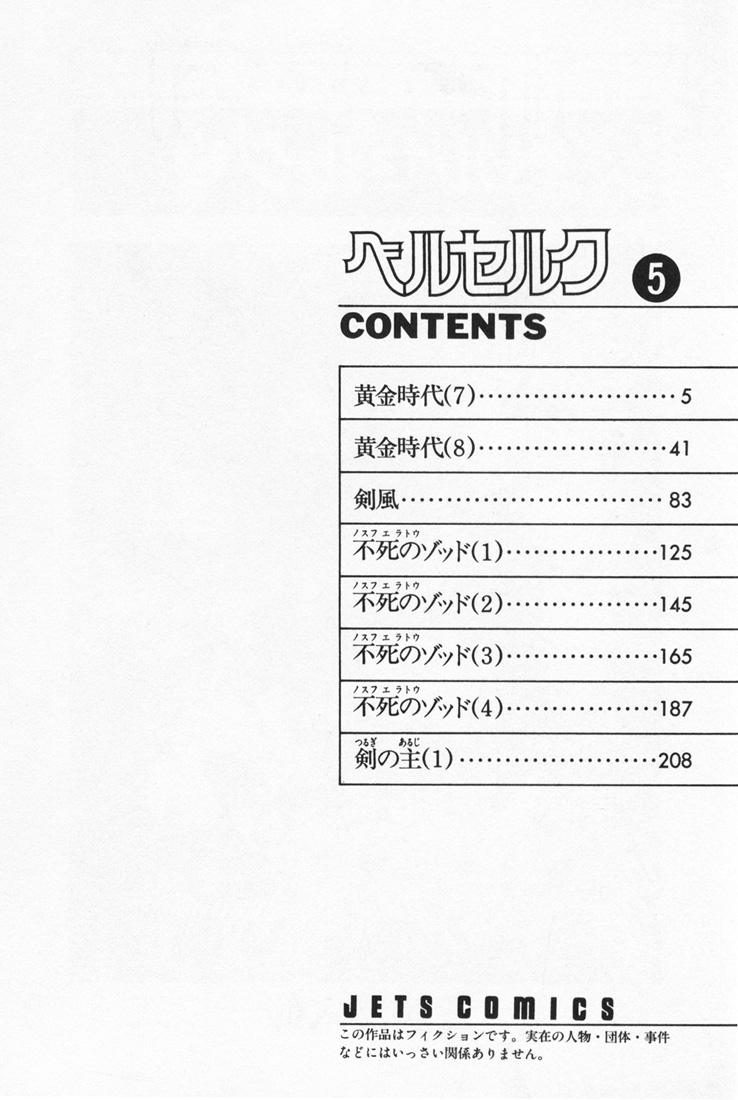 ベルセルク 5
CONTENTS
黄金時代(7)······················5
黄金時代(8)·····················41
剣風·····························83
ノスフェラトウ
不死のゾッド(1)·················125
ノスフェラトウ
不死のゾッド(2)·················145
ノスフェラトウ
不死のゾッド(3)·················165
ノスフェラトウ
不死のゾッド(4)·················187
つるぎ あるじ
剣の主(1)······················208
JETS COMICS
この作品はフィクションです。実在の人物・団体・事件
などにはいっさい関係ありません。